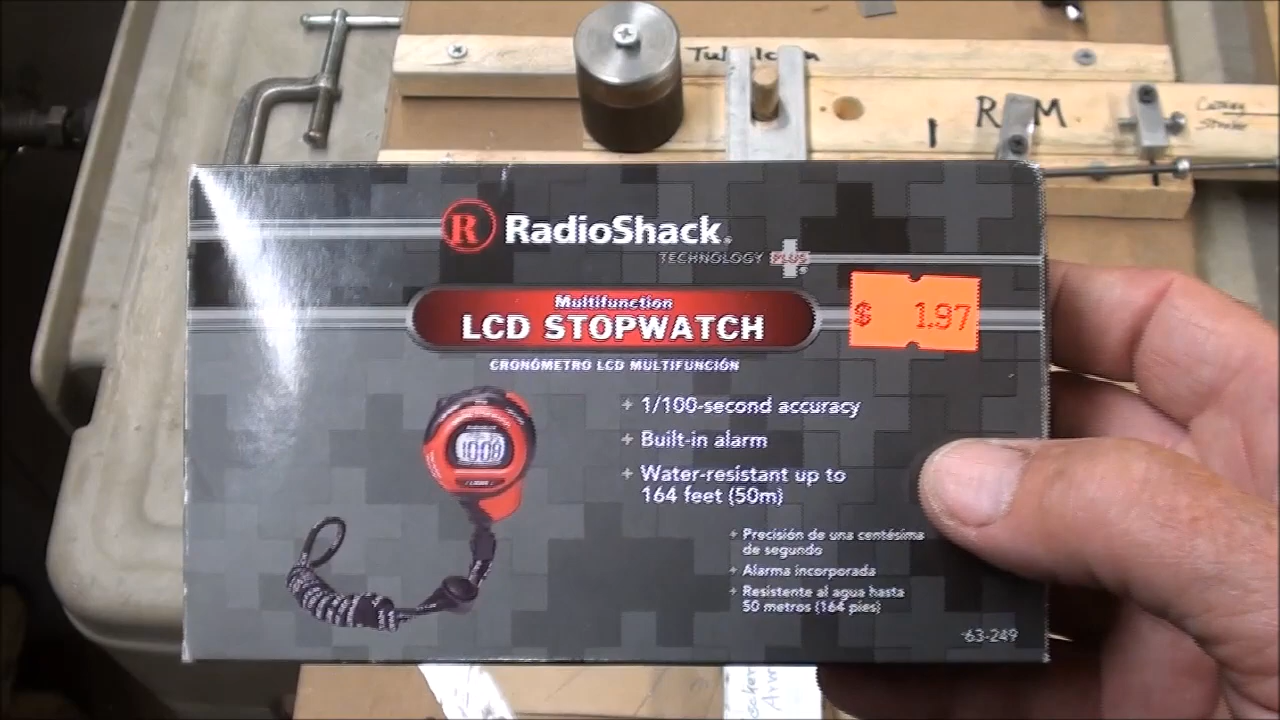 R M
R RadioShack®
TECHNOLOGY PLUS
Multifunction
LCD STOPWATCH
CRONÓMETRO LCD MULTIFUNCIÓN
$ 1.97
+ 1/100-second accuracy
+ Built-in alarm
+ Water-resistant up to
164 feet (50m)
+ Precisión de una centésima
de segundo
+ Alarma incorporada
+ Resistente al agua hasta
50 metros (164 pies)
63-249